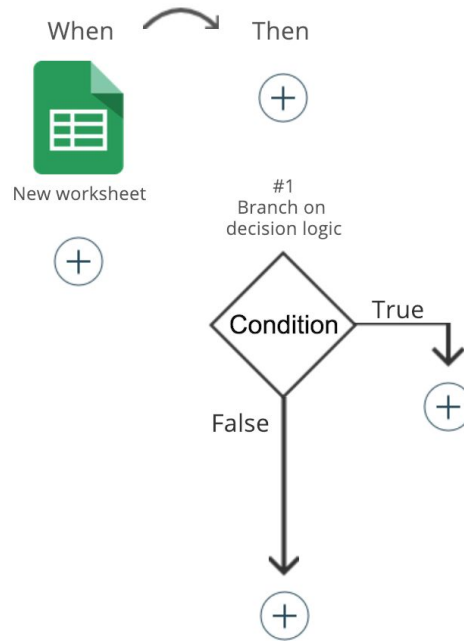 When
Then
New worksheet
#1
Branch on
decision logic
Condition
True
False